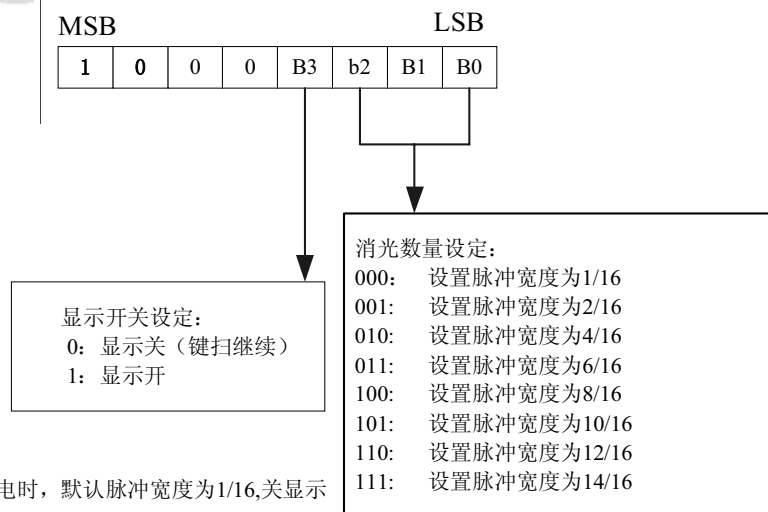 MSB LSB
1 0 0 0 B3 b2 B1 B0
显示开关设定：
0：显示关（键扫继续）
1：显示开
消光数量设定：
000： 设置脉冲宽度为1/16
001: 设置脉冲宽度为2/16
010: 设置脉冲宽度为4/16
011: 设置脉冲宽度为6/16
100: 设置脉冲宽度为8/16
101: 设置脉冲宽度为10/16
110: 设置脉冲宽度为12/16
111: 设置脉冲宽度为14/16
电时，默认脉冲宽度为1/16,关显示